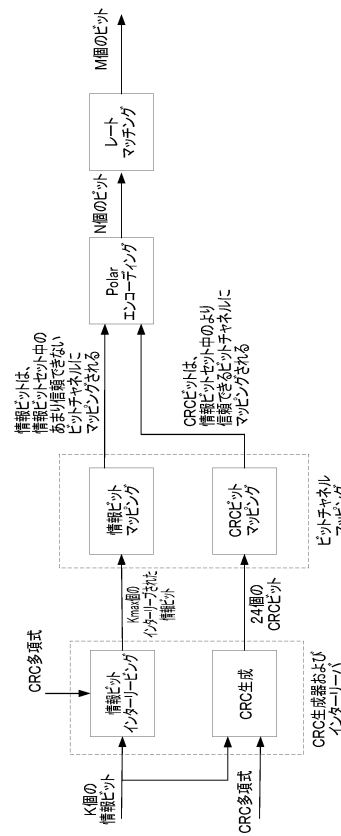 K個の
情報ビット
CRC多項式
CRC多項式
情報ビット
インターリービング
CRC生成
CRC生成器および
インターリーバ
Kmax個の
インターリーブされた
情報ビット
24個の
CRCビット
情報ビット
マッピング
CRCビット
マッピング
ビットチャネル
マッピング
情報ビットは、
情報ビットセット中の
あまり信頼できない
ビットチャネルに
マッピングされる
CRCビットは、
情報ビットセット中のより
信頼できるビットチャネルに
マッピングされる
Polar
エンコーディング
N個のビット
レート
マッチング
M個のビット